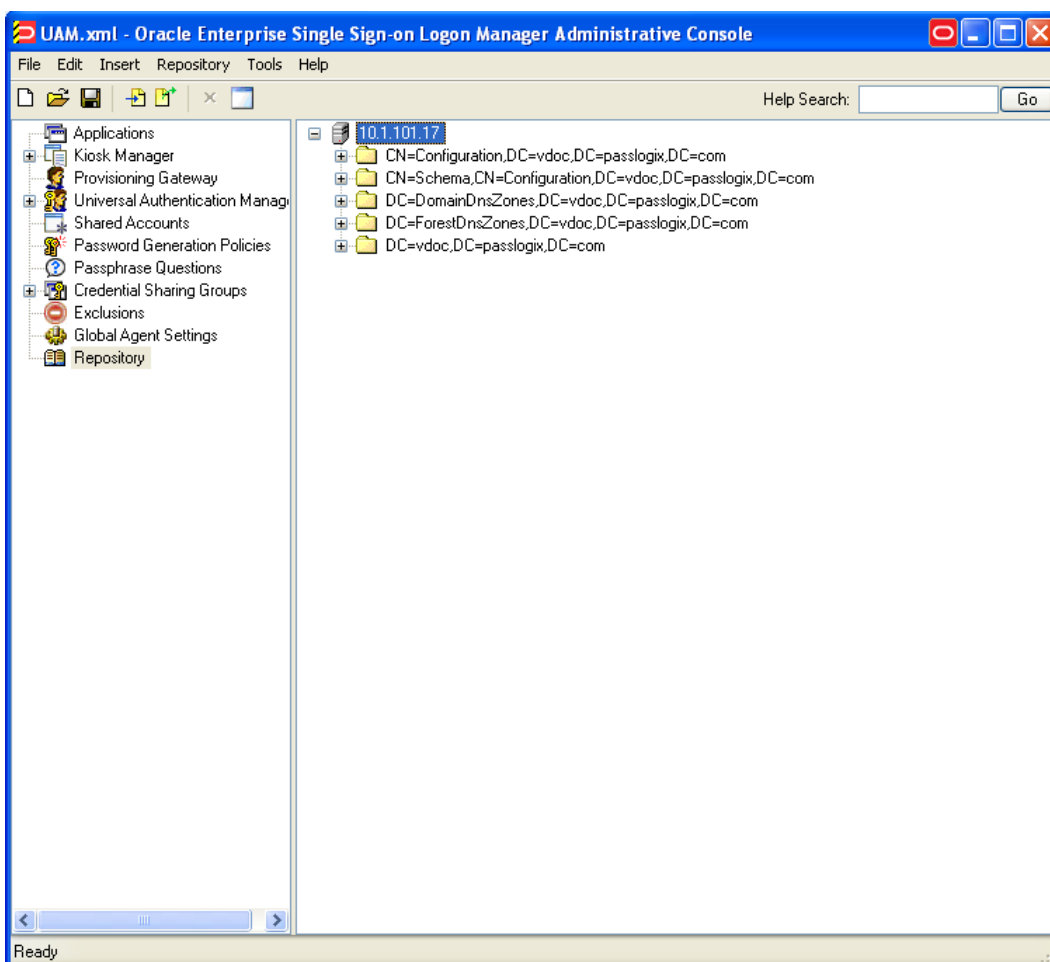 UAM.xml - Oracle Enterprise Single Sign-on Logon Manager Administrative Console
File Edit Insert Repository Tools Help
Help Search: Go
Applications
Kiosk Manager
Provisioning Gateway
Universal Authentication Manag
Shared Accounts
Password Generation Policies
Passphrase Questions
Credential Sharing Groups
Exclusions
Global Agent Settings
Repository
10.1.101.17
CN=Configuration,DC=vdoc,DC=passlogix,DC=com
CN=Schema,CN=Configuration,DC=vdoc,DC=passlogix,DC=com
DC=DomainDnsZones,DC=vdoc,DC=passlogix,DC=com
DC=ForestDnsZones,DC=vdoc,DC=passlogix,DC=com
DC=vdoc,DC=passlogix,DC=com
Ready